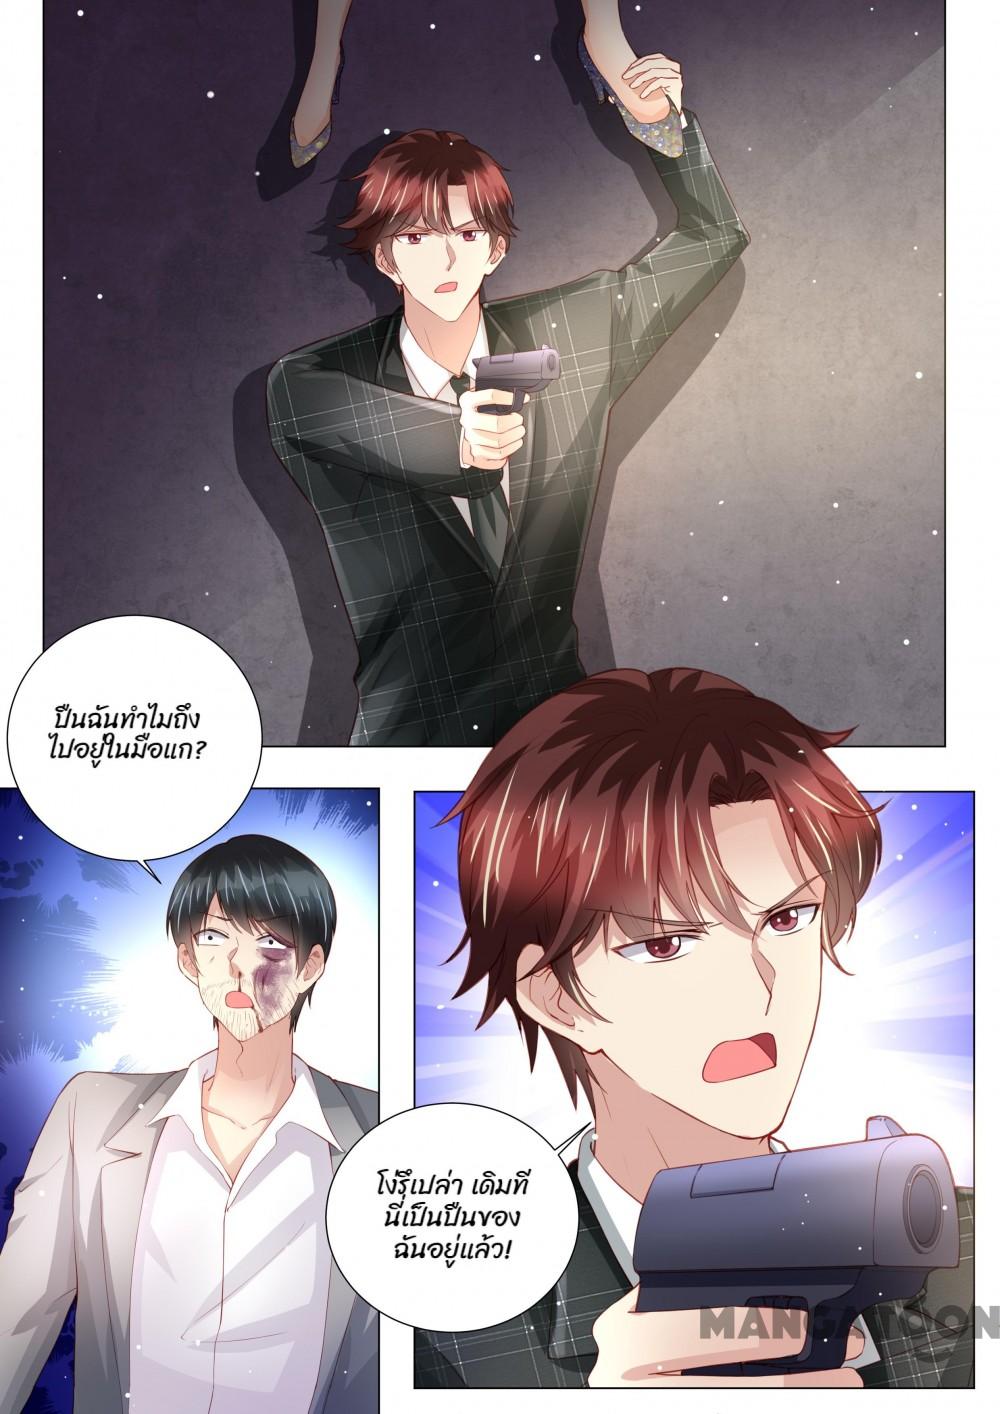 ปืนฉันทำไมถึง
ไปอยู่ในมือแก?
โง่รึเปล่า เดิมที
นี่เป็นปืนของ
ฉันอยู่แล้ว!
MANGATOON